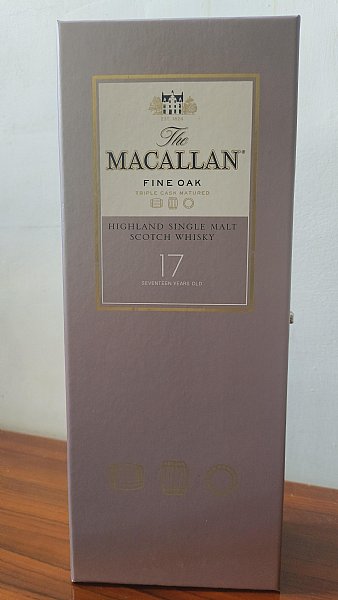 EST. 1824
The
MACALLAN®
FINE OAK
TRIPLE CASK MATURED
HIGHLAND SINGLE MALT
SCOTCH WHISKY
17
SEVENTEEN YEARS OLD